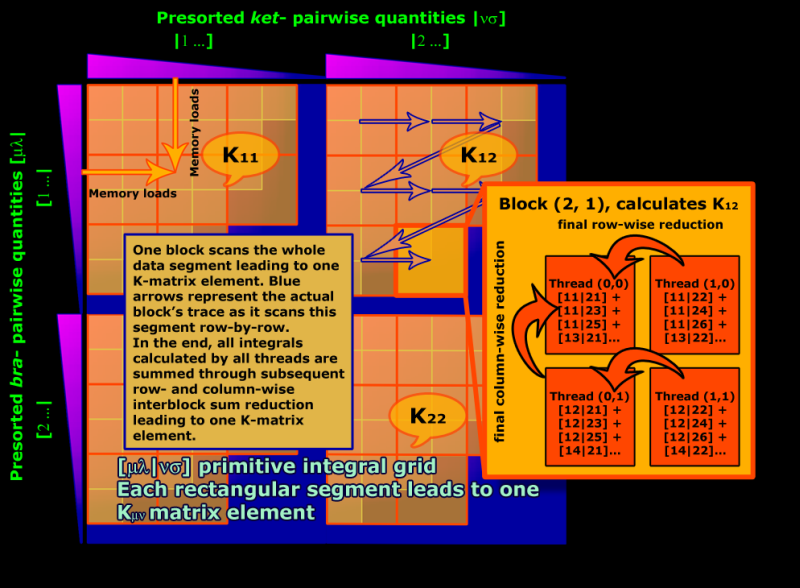 Presorted ket- pairwise quantities |νσ]
|1 ...]
|2 ...]
Presorted bra- pairwise quantities [μλ|
[1 ...|
[2 ...|
Memory loads
Memory loads
K11
K12
K22
One block scans the whole
data segment leading to one
K-matrix element. Blue
arrows represent the actual
block's trace as it scans this
segment row-by-row.
In the end, all integrals
calculated by all threads are
summed through subsequent
row- and column-wise
interblock sum reduction
leading to one K-matrix
element.
Block (2, 1), calculates K12
final row-wise reduction
final column-wise reduction
Thread (0,0)
[11|21] +
[11|23] +
[11|25] +
[13|21]...
Thread (1,0)
[11|22] +
[11|24] +
[11|26] +
[13|22]...
Thread (0,1)
[12|21] +
[12|23] +
[12|25] +
[14|21]...
Thread (1,1)
[12|22] +
[12|24] +
[12|26] +
[14|22]...
[μλ|νσ] primitive integral grid
Each rectangular segment leads to one
Kμν matrix element